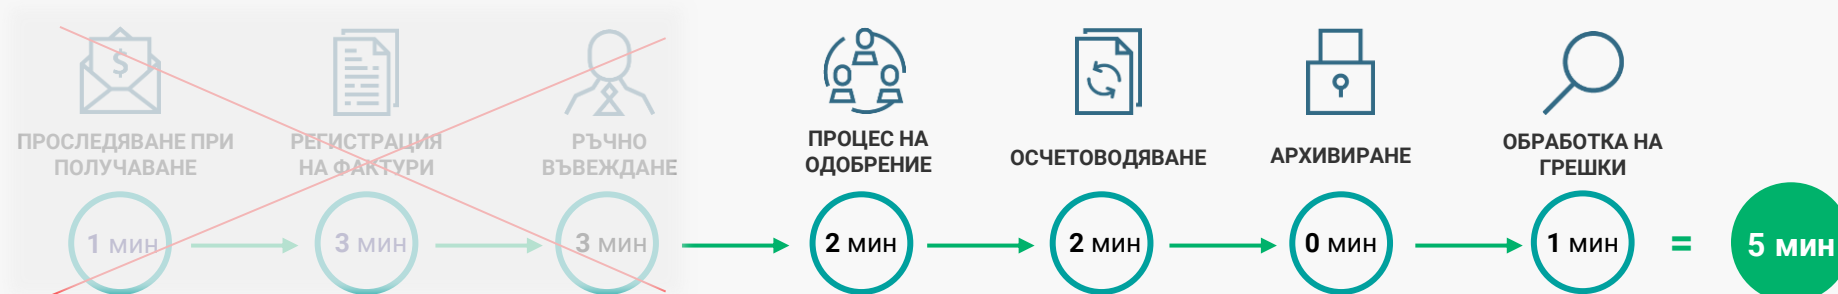 $
ПРОСЛЕДЯВАНЕ ПРИ
ПОЛУЧАВАНЕ
1 мин
РЕГИСТРАЦИЯ
НА ФАКТУРИ
3 мин
РЪЧНО
ВЪВЕЖДАНЕ
3 мин
ПРОЦЕС НА
ОДОБРЕНИЕ
2 мин
ОСЧЕТОВОДЯВАНЕ
2 мин
АРХИВИРАНЕ
0 мин
ОБРАБОТКА НА
ГРЕШКИ
1 мин
=
5 мин